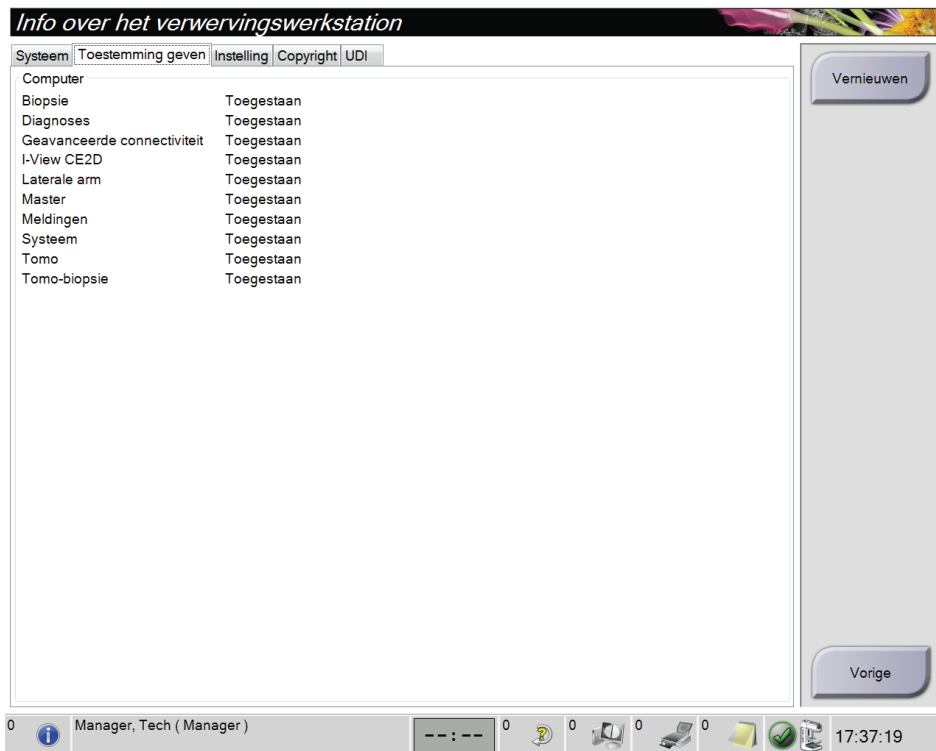 Info over het verwervingswerkstation
Systeem Toestemming geven Instelling Copyright UDI
Vernieuwen
Computer
Biopsie Toegestaan
Diagnoses Toegestaan
Geavanceerde connectiviteit Toegestaan
I-View CE2D Toegestaan
Laterale arm Toegestaan
Master Toegestaan
Meldingen Toegestaan
Systeem Toegestaan
Tomo Toegestaan
Tomo-biopsie Toegestaan
Vorige
0 Manager, Tech ( Manager ) --:-- 0 0 0 0 17:37:19